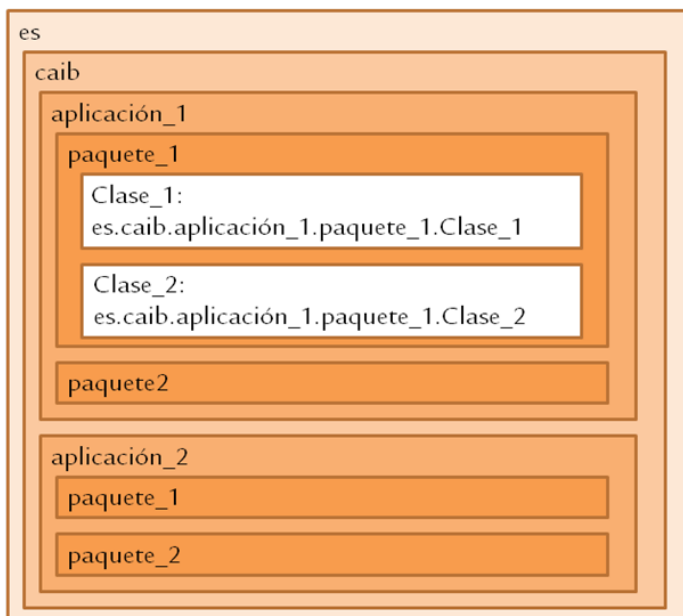 es
caib
aplicación_1
paquete_1
Clase_1:
es.caib.aplicación_1.paquete_1.Clase_1
Clase_2:
es.caib.aplicación_1.paquete_1.Clase_2
paquete2
aplicación_2
paquete_1
paquete_2